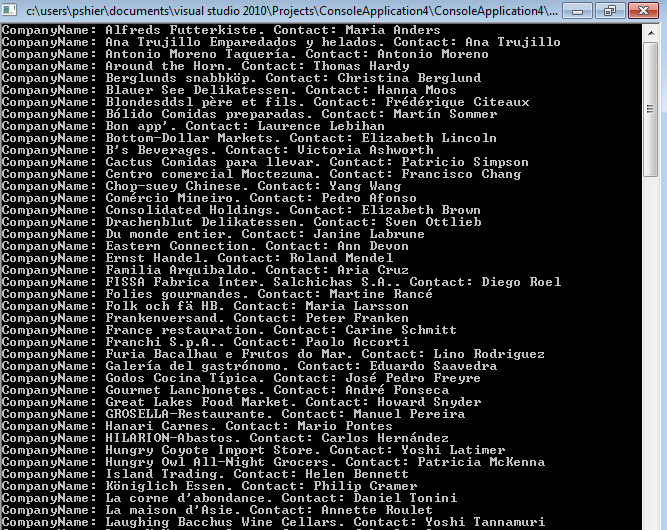 c:\users\pshier\documents\visual studio 2010\Projects\ConsoleApplication4\ConsoleApplication4\...
CompanyName: Alfreds Futterkiste. Contact: Maria Anders
CompanyName: Ana Trujillo Emparedados y helados. Contact: Ana Trujillo
CompanyName: Antonio Moreno Taquería. Contact: Antonio Moreno
CompanyName: Around the Horn. Contact: Thomas Hardy
CompanyName: Berglunds snabbköp. Contact: Christina Berglund
CompanyName: Blauer See Delikatessen. Contact: Hanna Moos
CompanyName: Blondesddsl père et fils. Contact: Frédérique Citeaux
CompanyName: Bólido Comidas preparadas. Contact: Martín Sommer
CompanyName: Bon app'. Contact: Laurence Lebihan
CompanyName: Bottom-Dollar Markets. Contact: Elizabeth Lincoln
CompanyName: B's Beverages. Contact: Victoria Ashworth
CompanyName: Cactus Comidas para llevar. Contact: Patricio Simpson
CompanyName: Centro comercial Moctezuma. Contact: Francisco Chang
CompanyName: Chop-suey Chinese. Contact: Yang Wang
CompanyName: Comércio Mineiro. Contact: Pedro Afonso
CompanyName: Consolidated Holdings. Contact: Elizabeth Brown
CompanyName: Drachenblut Delikatessen. Contact: Sven Ottlieb
CompanyName: Du monde entier. Contact: Janine Labrune
CompanyName: Eastern Connection. Contact: Ann Devon
CompanyName: Ernst Handel. Contact: Roland Mendel
CompanyName: Familia Arquibaldo. Contact: Aria Cruz
CompanyName: FISSA Fabrica Inter. Salchichas S.A.. Contact: Diego Roel
CompanyName: Folies gourmandes. Contact: Martine Rancé
CompanyName: Folk och fä HB. Contact: Maria Larsson
CompanyName: Frankenversand. Contact: Peter Franken
CompanyName: France restauration. Contact: Carine Schmitt
CompanyName: Franchi S.p.A.. Contact: Paolo Accorti
CompanyName: Furia Bacalhau e Frutos do Mar. Contact: Lino Rodriguez
CompanyName: Galería del gastrónomo. Contact: Eduardo Saavedra
CompanyName: Godos Cocina Típica. Contact: José Pedro Freyre
CompanyName: Gourmet Lanchonetes. Contact: André Fonseca
CompanyName: Great Lakes Food Market. Contact: Howard Snyder
CompanyName: GROSELLA-Restaurante. Contact: Manuel Pereira
CompanyName: Hanari Carnes. Contact: Mario Pontes
CompanyName: HILARION-Abastos. Contact: Carlos Hernández
CompanyName: Hungry Coyote Import Store. Contact: Yoshi Latimer
CompanyName: Hungry Owl All-Night Grocers. Contact: Patricia McKenna
CompanyName: Island Trading. Contact: Helen Bennett
CompanyName: Königlich Essen. Contact: Philip Cramer
CompanyName: La corne d'abondance. Contact: Daniel Tonini
CompanyName: La maison d'Asie. Contact: Annette Roulet
CompanyName: Laughing Bacchus Wine Cellars. Contact: Yoshi Tannamuri